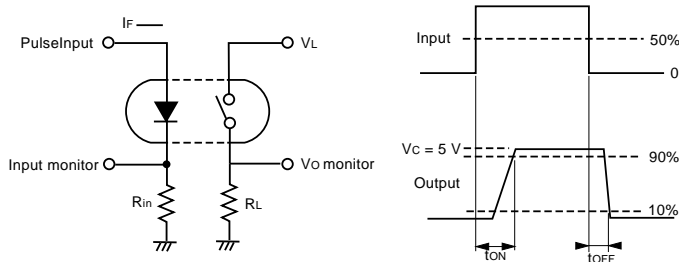 IF
PulseInput
VL
Input monitor
VO monitor
Rin
RL
Input
50%
0
VC = 5 V
90%
Output
10%
tON
tOFF